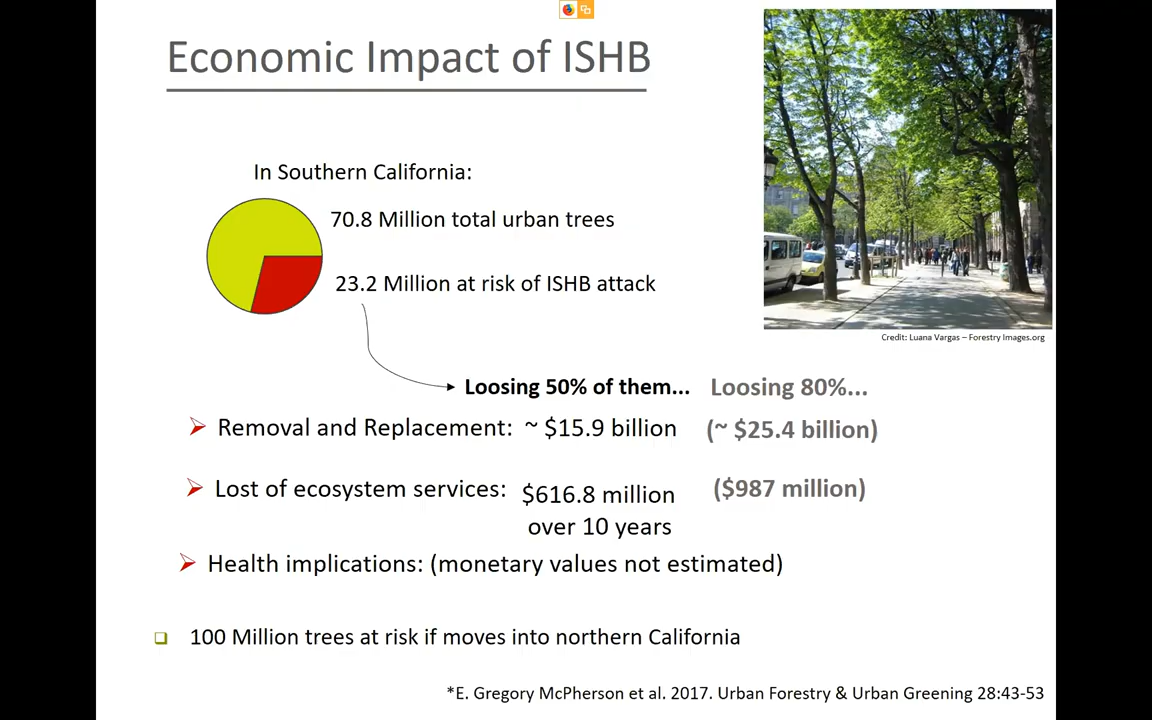 Economic Impact of ISHB
In Southern California:
70.8 Million total urban trees
23.2 Million at risk of ISHB attack
Credit: Luana Vargas – Forestry Images.org
Loosing 50% of them... Loosing 80%...
Removal and Replacement: ~ $15.9 billion (~ $25.4 billion)
Lost of ecosystem services: $616.8 million ($987 million)
over 10 years
Health implications: (monetary values not estimated)
100 Million trees at risk if moves into northern California
*E. Gregory McPherson et al. 2017. Urban Forestry & Urban Greening 28:43-53